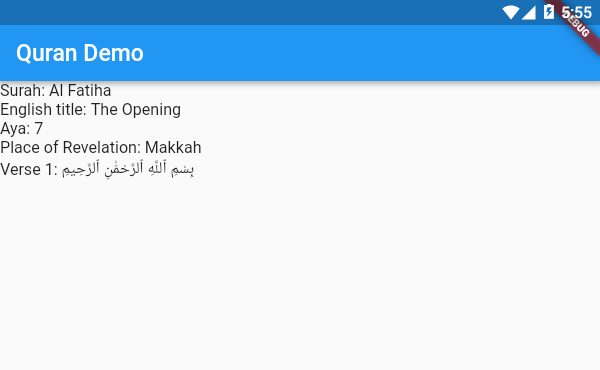 5:55
DEBUG
Quran Demo
Surah: Al Fatiha
English title: The Opening
Aya: 7
Place of Revelation: Makkah
Verse 1: بِسْمِ ٱللَّهِ ٱلرَّحْمَٰنِ ٱلرَّحِيمِ